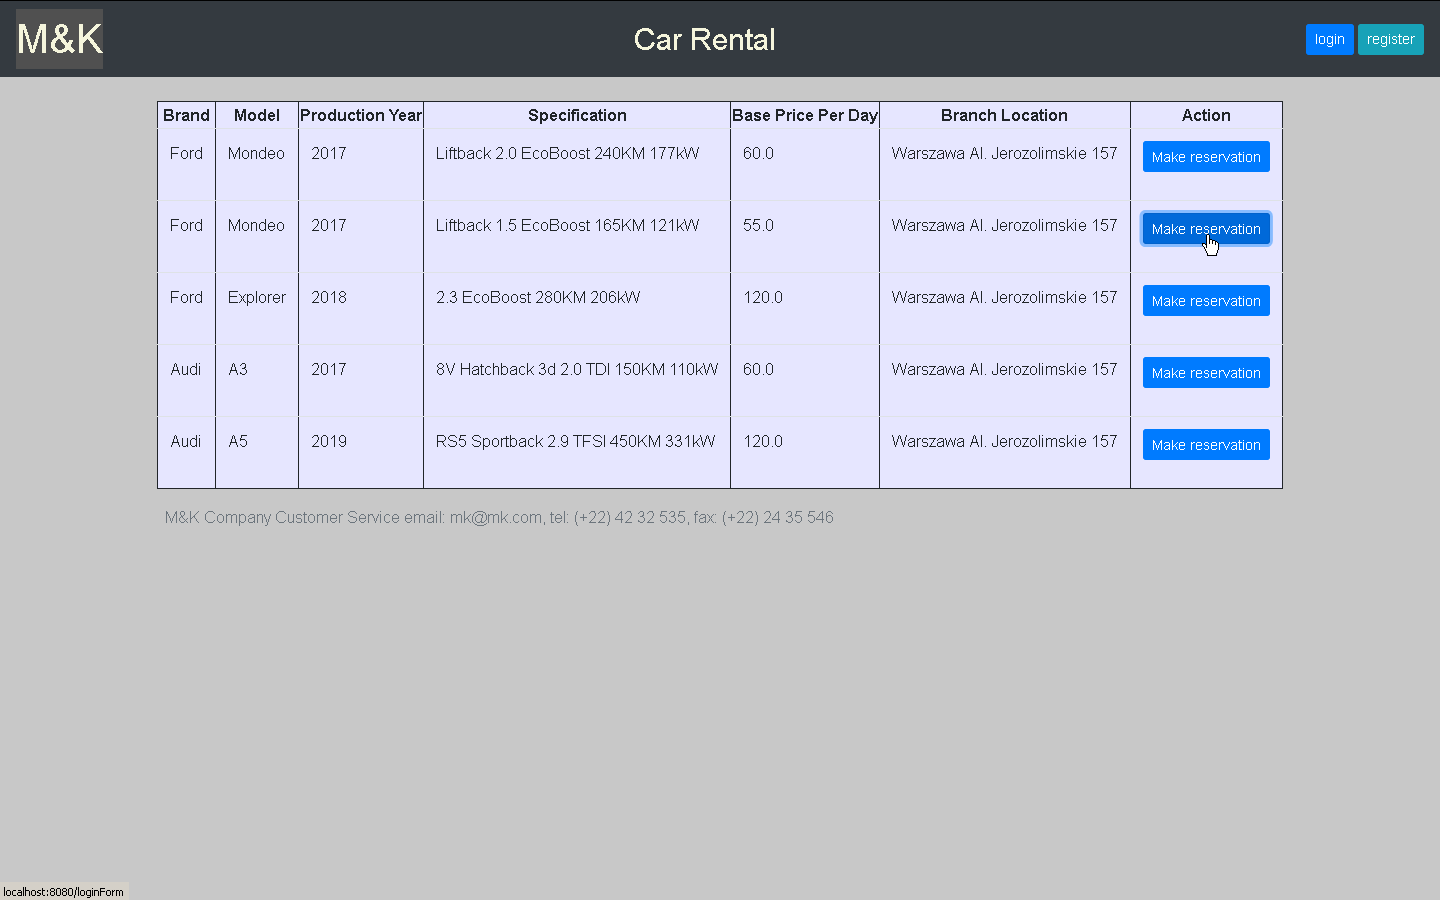 M&K Car Rental login register
Brand Model Production Year Specification Base Price Per Day Branch Location Action
Ford Mondeo 2017 Liftback 2.0 EcoBoost 240KM 177kW 60.0 Warszawa Al. Jerozolimskie 157 Make reservation
Ford Mondeo 2017 Liftback 1.5 EcoBoost 165KM 121kW 55.0 Warszawa Al. Jerozolimskie 157 Make reservation
Ford Explorer 2018 2.3 EcoBoost 280KM 206kW 120.0 Warszawa Al. Jerozolimskie 157 Make reservation
Audi A3 2017 8V Hatchback 3d 2.0 TDI 150KM 110kW 60.0 Warszawa Al. Jerozolimskie 157 Make reservation
Audi A5 2019 RS5 Sportback 2.9 TFSI 450KM 331kW 120.0 Warszawa Al. Jerozolimskie 157 Make reservation
M&K Company Customer Service email: mk@mk.com, tel: (+22) 42 32 535, fax: (+22) 24 35 546
localhost:8080/loginForm